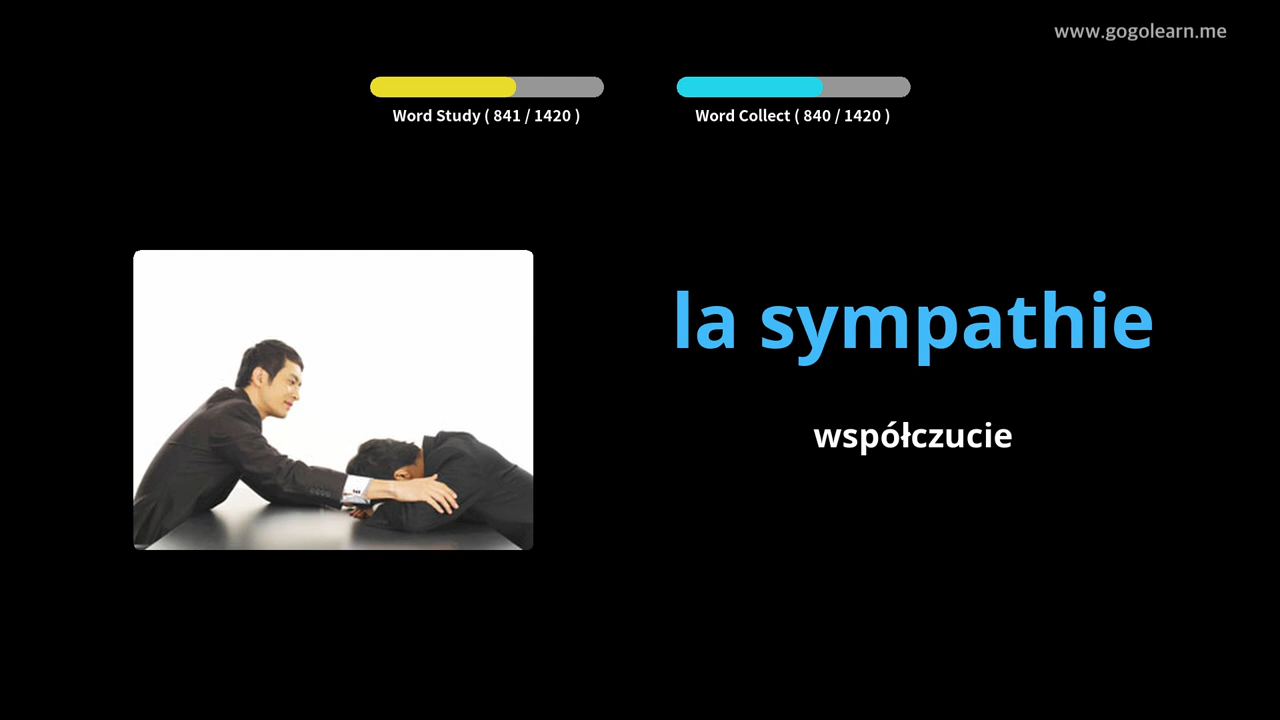 www.gogolearn.me
Word Study ( 841 / 1420 )
Word Collect ( 840 / 1420 )
la sympathie
współczucie